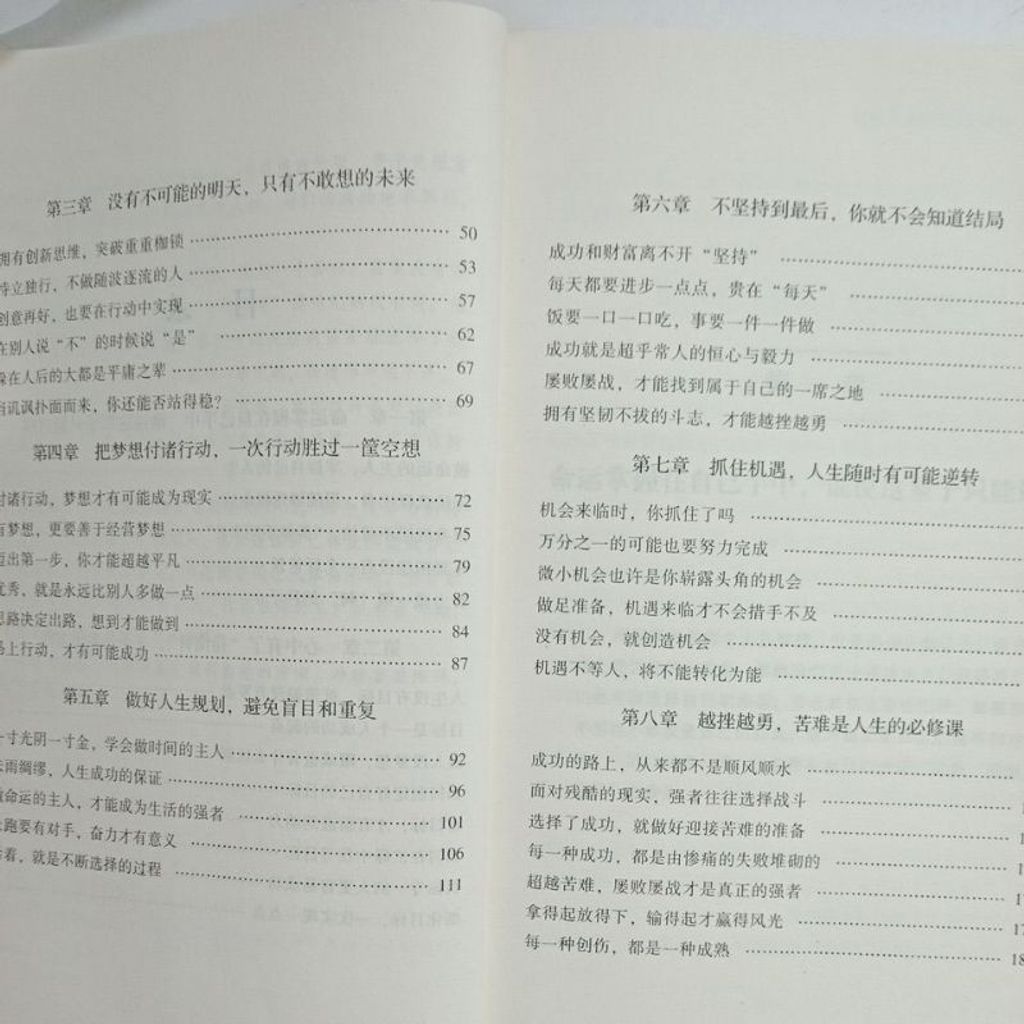 第三章 没有不可能的明天，只有不敢想的未来
拥有创新思维，突破重重枷锁 50
特立独行，不做随波逐流的人 53
创意再好，也要在行动中实现 57
在别人说“不”的时候说“是” 62
躲在人后的大都是平庸之辈 67
当讥讽扑面而来，你还能否站得稳？ 69
第四章 把梦想付诸行动，一次行动胜过一筐空想
付诸行动，梦想才有可能成为现实 72
有梦想，更要善于经营梦想 75
迈出第一步，你才能超越平凡 79
优秀，就是永远比别人多做一点 82
思路决定出路，想到才能做到 84
马上行动，才有可能成功 87
第五章 做好人生规划，避免盲目和重复
一寸光阴一寸金，学会做时间的主人 92
未雨绸缪，人生成功的保证 96
做命运的主人，才能成为生活的强者 101
跑要有对手，奋力才有意义 106
活着，就是不断选择的过程 111
第六章 不坚持到最后，你就不会知道结局
成功和财富离不开“坚持”
每天都要进步一点点，贵在“每天”
饭要一口一口吃，事要一件一件做
成功就是超乎常人的恒心与毅力
屡败屡战，才能找到属于自己的一席之地
拥有坚韧不拔的斗志，才能越挫越勇
第七章 抓住机遇，人生随时有可能逆转
机会来临时，你抓住了吗
万分之一的可能也要努力完成
微小机会也许是你崭露头角的机会
做足准备，机遇来临才不会措手不及
没有机会，就创造机会
机遇不等人，将不能转化为能
第八章 越挫越勇，苦难是人生的必修课
成功的路上，从来都不是顺风顺水
面对残酷的现实，强者往往选择战斗
选择了成功，就做好迎接苦难的准备
每一种成功，都是由惨痛的失败堆砌的
超越苦难，屡败屡战才是真正的强者
拿得起放得下，输得起才赢得风光
每一种创伤，都是一种成熟